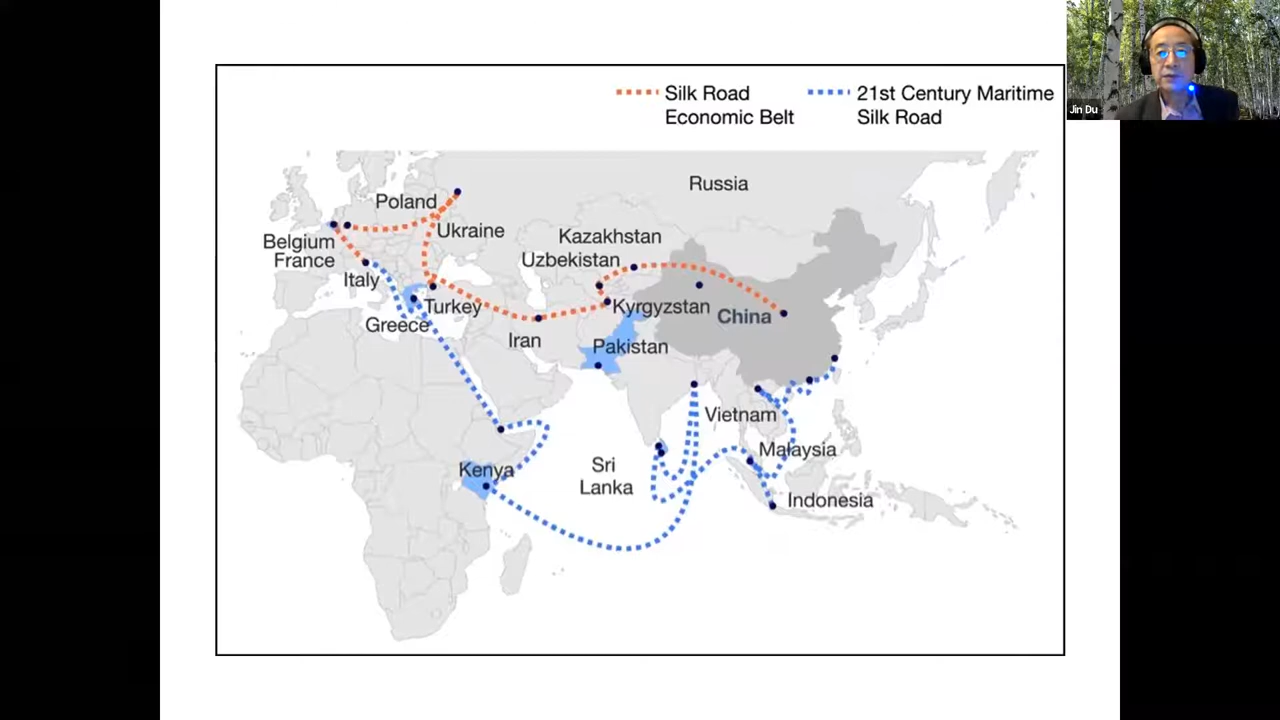 Silk Road
Economic Belt
21st Century Maritime
Silk Road
Jin Du
Russia
Poland
Ukraine
Belgium
France
Kazakhstan
Uzbekistan
Italy
Turkey
Kyrgyzstan
China
Greece
Iran
Pakistan
Vietnam
Malaysia
Kenya
Sri
Lanka
Indonesia